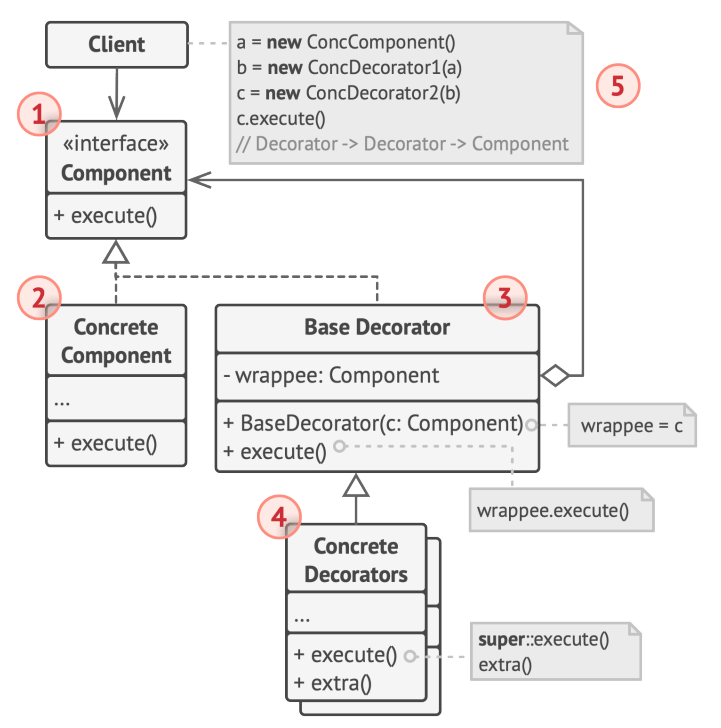 Client
a = new ConcComponent()
b = new ConcDecorator1(a)
c = new ConcDecorator2(b)
c.execute()
// Decorator -> Decorator -> Component
5
1
«interface»
Component
+ execute()
2
Concrete
Component
...
+ execute()
3
Base Decorator
- wrappee: Component
+ BaseDecorator(c: Component)
+ execute()
wrappee = c
wrappee.execute()
4
Concrete
Decorators
...
+ execute()
+ extra()
super::execute()
extra()